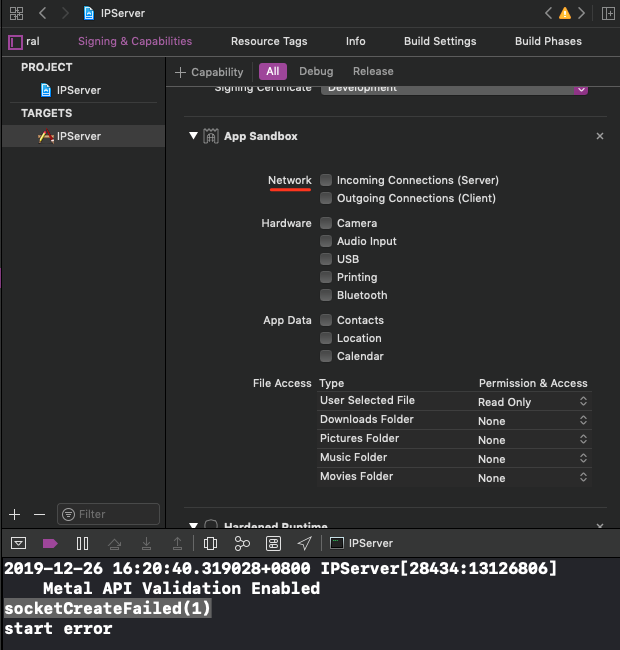 IPServer
ral Signing & Capabilities Resource Tags Info Build Settings Build Phases
PROJECT
IPServer
TARGETS
IPServer
+ Capability All Debug Release
Signing Certificate Development
App Sandbox
Network Incoming Connections (Server)
Outgoing Connections (Client)
Hardware Camera
Audio Input
USB
Printing
Bluetooth
App Data Contacts
Location
Calendar
File Access Type Permission & Access
User Selected File Read Only
Downloads Folder None
Pictures Folder None
Music Folder None
Movies Folder None
Hardened Runtime
Filter
IPServer
2019-12-26 16:20:40.319028+0800 IPServer[28434:13126806]
Metal API Validation Enabled
socketCreateFailed(1)
start error